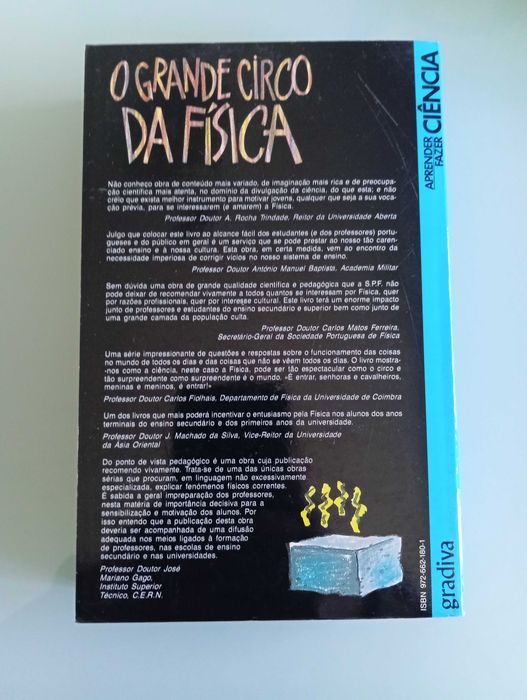 O GRANDE CIRCO
DA FÍSICA
Não conheço obra de conteúdo mais variado, de imaginação mais rica e de preocupa-
ção científica mais atenta, no domínio da divulgação da ciência, do que esta; e não
creio que exista melhor instrumento para motivar jovens, qualquer que seja a sua voca-
ção prévia, para se interessarem (e amarem) a Física.
Professor Doutor A. Rocha Trindade, Reitor da Universidade Aberta
Julgo que colocar este livro ao alcance fácil dos estudantes (e dos professores) portu-
gueses e do público em geral é um serviço que se pode prestar ao nosso tão caren-
ciado ensino e à nossa cultura. Esta obra, em certa medida, vem ao encontro da
necessidade imperiosa de corrigir vícios no nosso sistema de ensino.
Professor Doutor António Manuel Baptista, Academia Militar
Sem dúvida uma obra de grande qualidade científica e pedagógica que a S.P.F. não
pode deixar de recomendar vivamente a todos quantos se interessam por Física, quer
por razões profissionais, quer por interesse cultural. Este livro terá um enorme impacto
junto de professores e estudantes do ensino secundário e superior bem como junto de
uma grande camada da população culta.
Professor Doutor Carlos Matos Ferreira,
Secretário-Geral da Sociedade Portuguesa de Física
Uma série impressionante de questões e respostas sobre o funcionamento das coisas
no mundo de todos os dias e das coisas que não se vêem todos os dias. O livro mostra-
-nos como a ciência, neste caso a Física, pode ser tão espectacular como o circo e
tão surpreendente como surpreendente é o mundo. «É entrar, senhoras e cavalheiros,
meninas e meninos, é entrar!»
Professor Doutor Carlos Fiolhais, Departamento de Física da Universidade de Coimbra
Um dos livros que mais poderá incentivar o entusiasmo pela Física nos alunos dos anos
terminais do ensino secundário e dos primeiros anos da universidade.
Professor Doutor J. Machado da Silva, Vice-Reitor da Universidade
da Ásia Oriental
Do ponto de vista pedagógico é uma obra cuja publicação
recomendo vivamente. Trata-se de uma das únicas obras
sérias que procuram, em linguagem não excessivamente
especializada, explicar fenómenos físicos correntes.
É sabida a geral impreparação dos professores,
nesta matéria de importância decisiva para a
sensibilização e motivação dos alunos. Por
isso entendo que a publicação desta obra
deveria ser acompanhada de uma difusão
adequada nos meios ligados à formação
de professores, nas escolas de ensino
secundário e nas universidades.
Professor Doutor José
Mariano Gago,
Instituto Superior
Técnico, C.E.R.N.
APRENDER
FAZER
CIÊNCIA
ISBN 972-662-180-1
gradiva